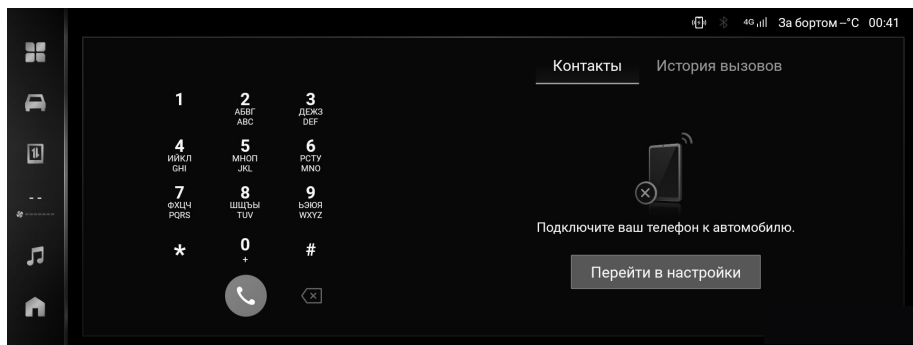 4G За бортом --°C 00:41
Контакты История вызовов
1 2 3
АБВГ ДЕЖЗ
ABC DEF
4 5 6
ИЙКЛ МНОП РСТУ
GHI JKL MNO
7 8 9
ФХЦЧ ШЩЪЫ ЬЭЮЯ
PQRS TUV WXYZ
* 0 #
+
Подключите ваш телефон к автомобилю.
Перейти в настройки
- -